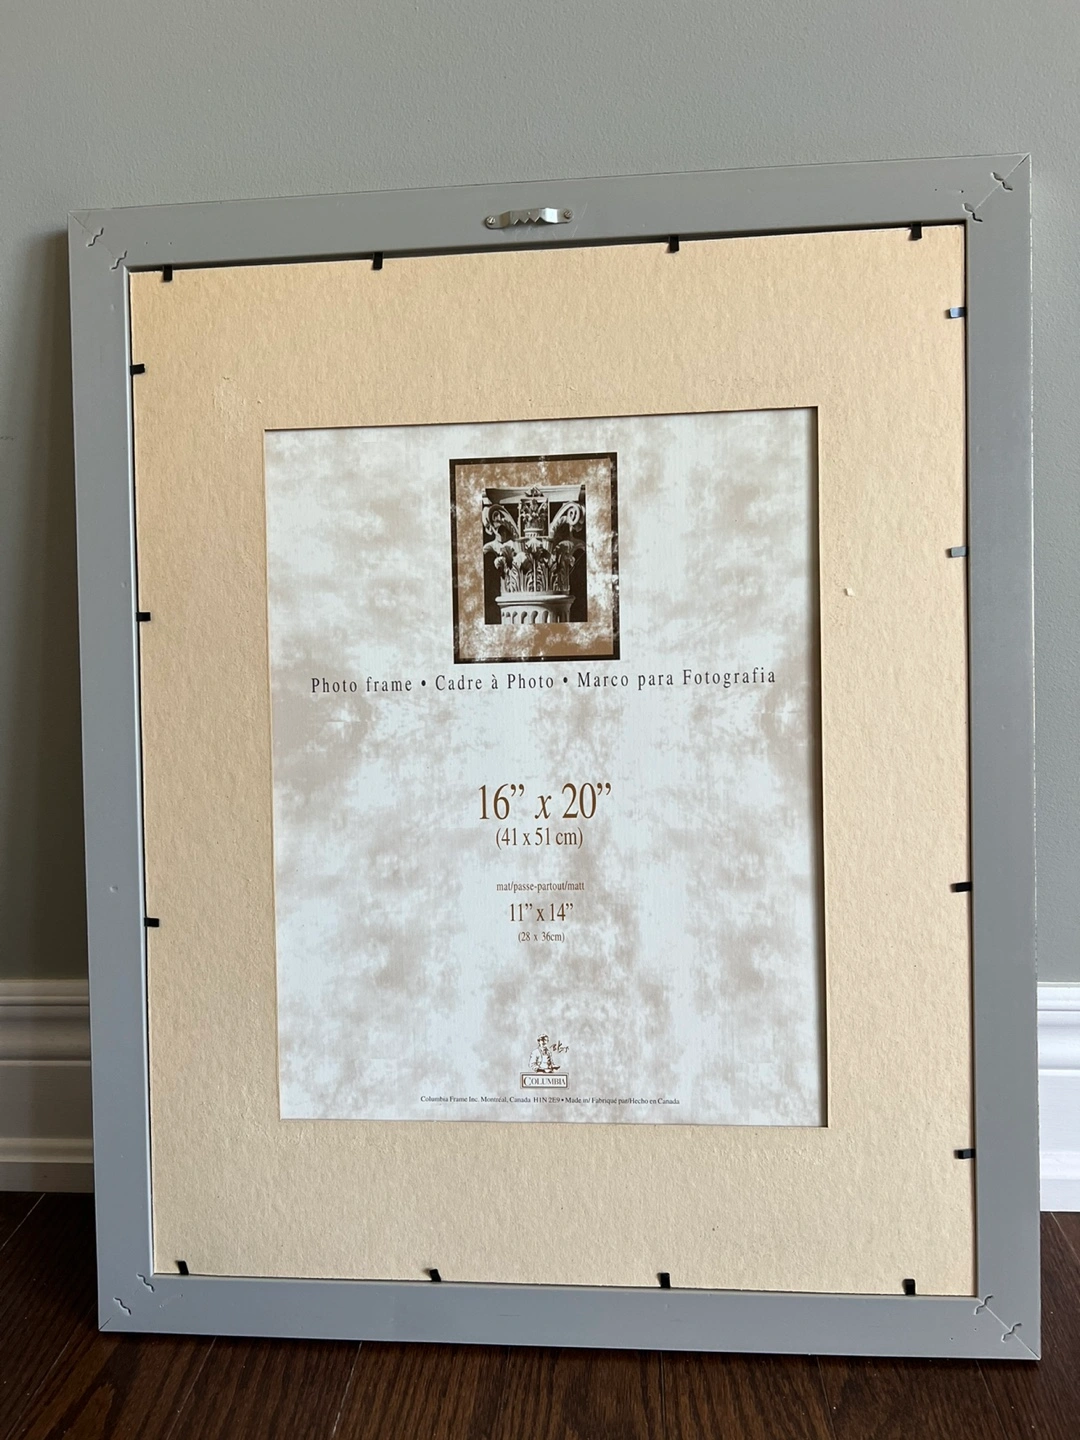 Photo frame • Cadre à Photo • Marco para Fotografia
16” x 20”
(41 x 51 cm)
mat/passe-partout/matt
11” x 14”
(28 x 36cm)
COLUMBIA
Columbia Frame Inc. Montréal, Canada H1N 2E9 • Made in/ Fabriqué par/Hecho en Canada